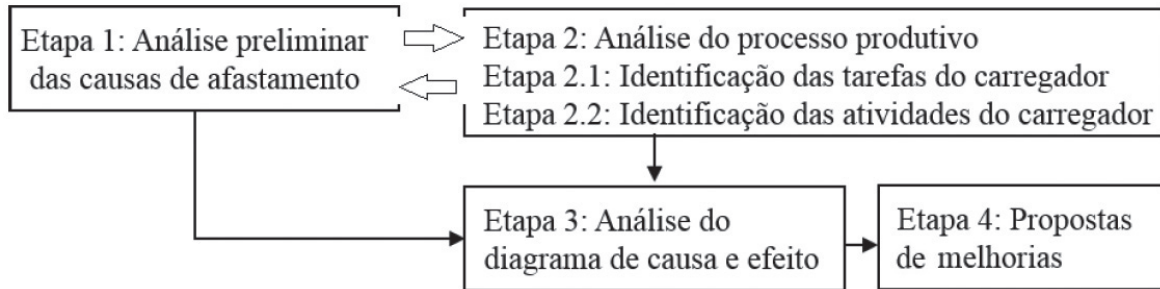 Etapa 1: Análise preliminar
das causas de afastamento
Etapa 2: Análise do processo produtivo
Etapa 2.1: Identificação das tarefas do carregador
Etapa 2.2: Identificação das atividades do carregador
Etapa 3: Análise do
diagrama de causa e efeito
Etapa 4: Propostas
de melhorias